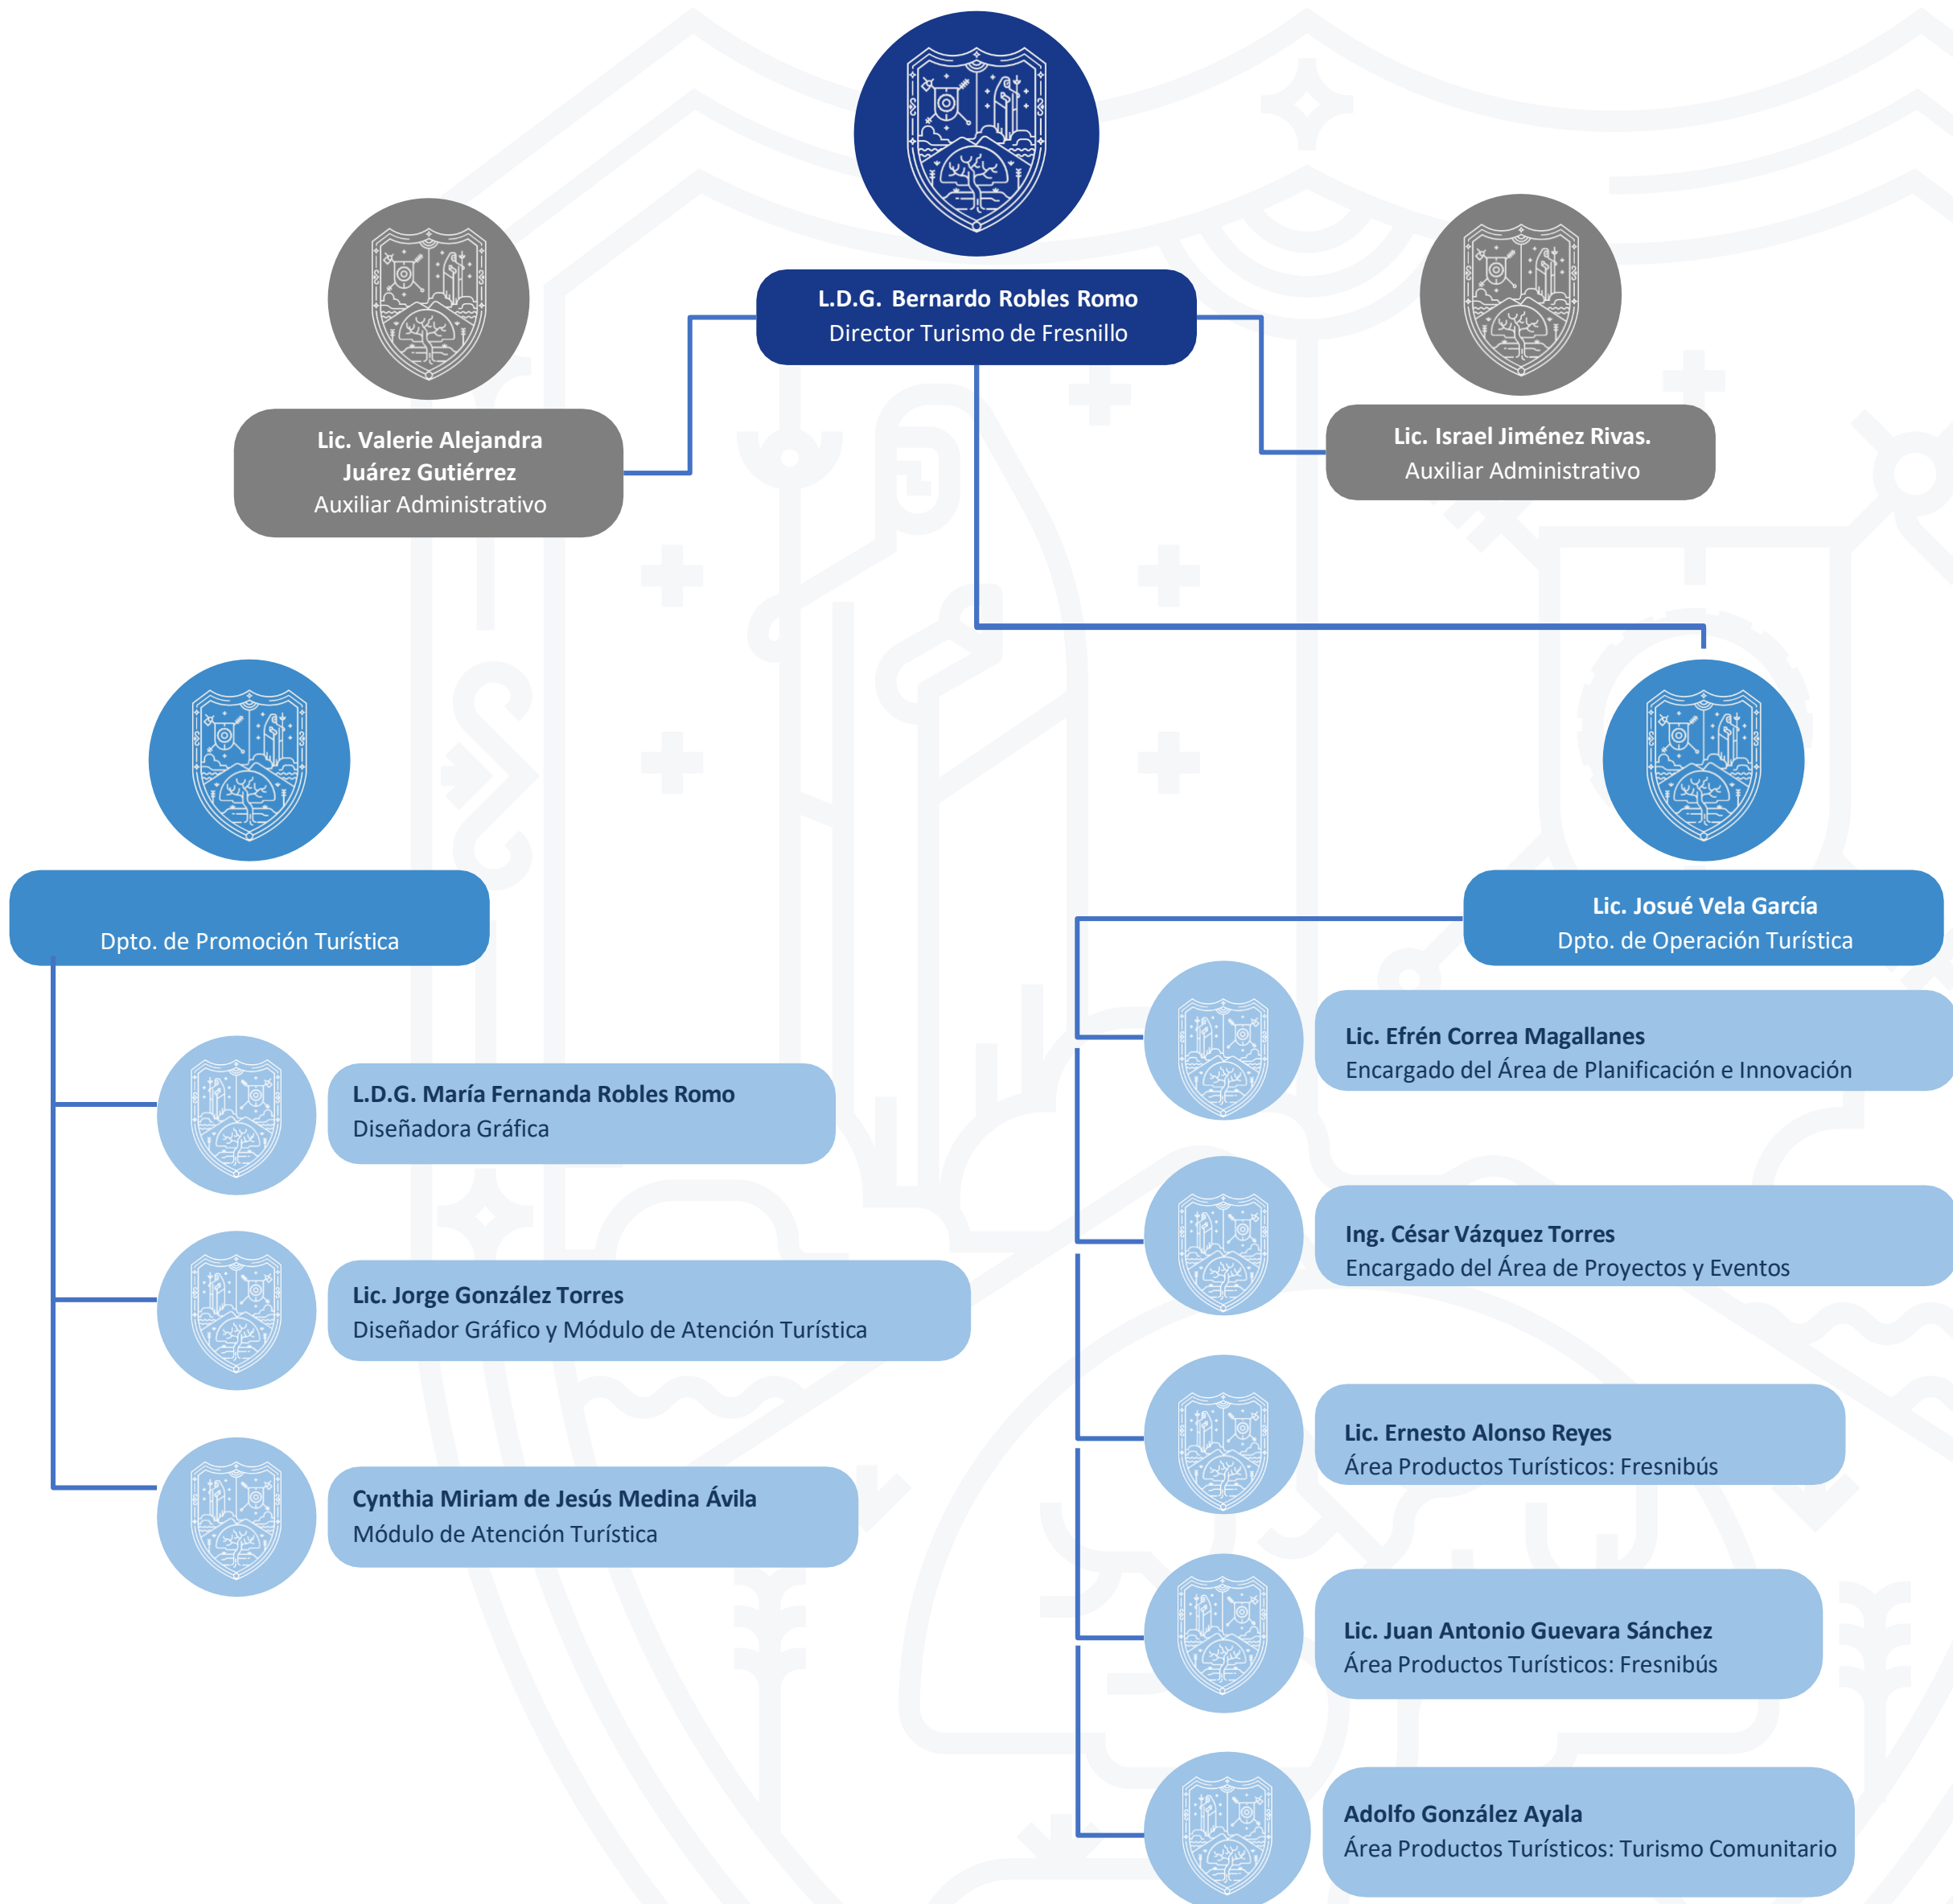 L.D.G. Bernardo Robles Romo
Director Turismo de Fresnillo
Lic. Valerie Alejandra
Juárez Gutiérrez
Auxiliar Administrativo
Lic. Israel Jiménez Rivas.
Auxiliar Administrativo
Dpto. de Promoción Turística
L.D.G. María Fernanda Robles Romo
Diseñadora Gráfica
Lic. Jorge González Torres
Diseñador Gráfico y Módulo de Atención Turística
Cynthia Miriam de Jesús Medina Ávila
Módulo de Atención Turística
Lic. Josué Vela García
Dpto. de Operación Turística
Lic. Efrén Correa Magallanes
Encargado del Área de Planificación e Innovación
Ing. César Vázquez Torres
Encargado del Área de Proyectos y Eventos
Lic. Ernesto Alonso Reyes
Área Productos Turísticos: Fresnibús
Lic. Juan Antonio Guevara Sánchez
Área Productos Turísticos: Fresnibús
Adolfo González Ayala
Área Productos Turísticos: Turismo Comunitario